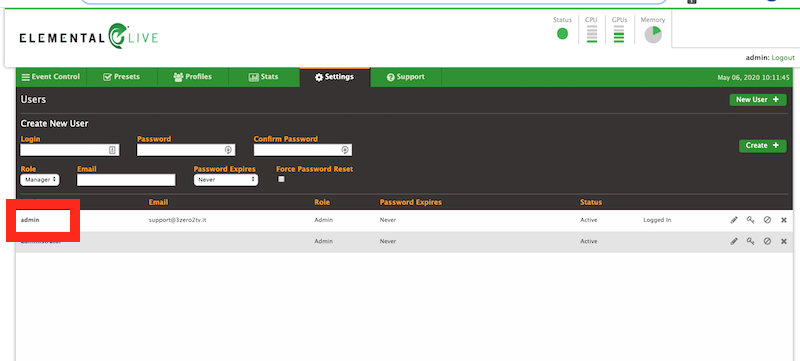 ELEMENTAL LIVE
Status CPU GPUs Memory
admin: Logout
Event Control Presets Profiles Stats Settings Support May 06, 2020 10:11:45
Users New User +
Create New User
Login Password Confirm Password
Create +
Role Email Password Expires Force Password Reset
Manager Never
Email Role Password Expires Status
admin support@3zero2tv.it Admin Never Active Logged In
Admin Never Active